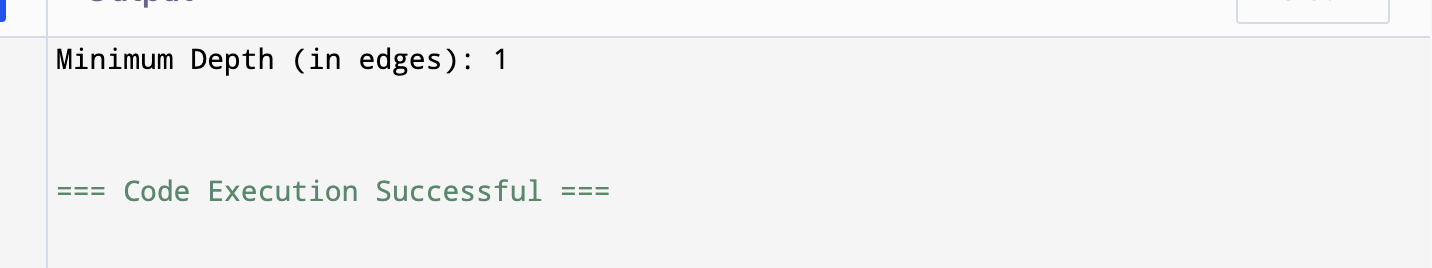 Minimum Depth (in edges): 1
=== Code Execution Successful ===